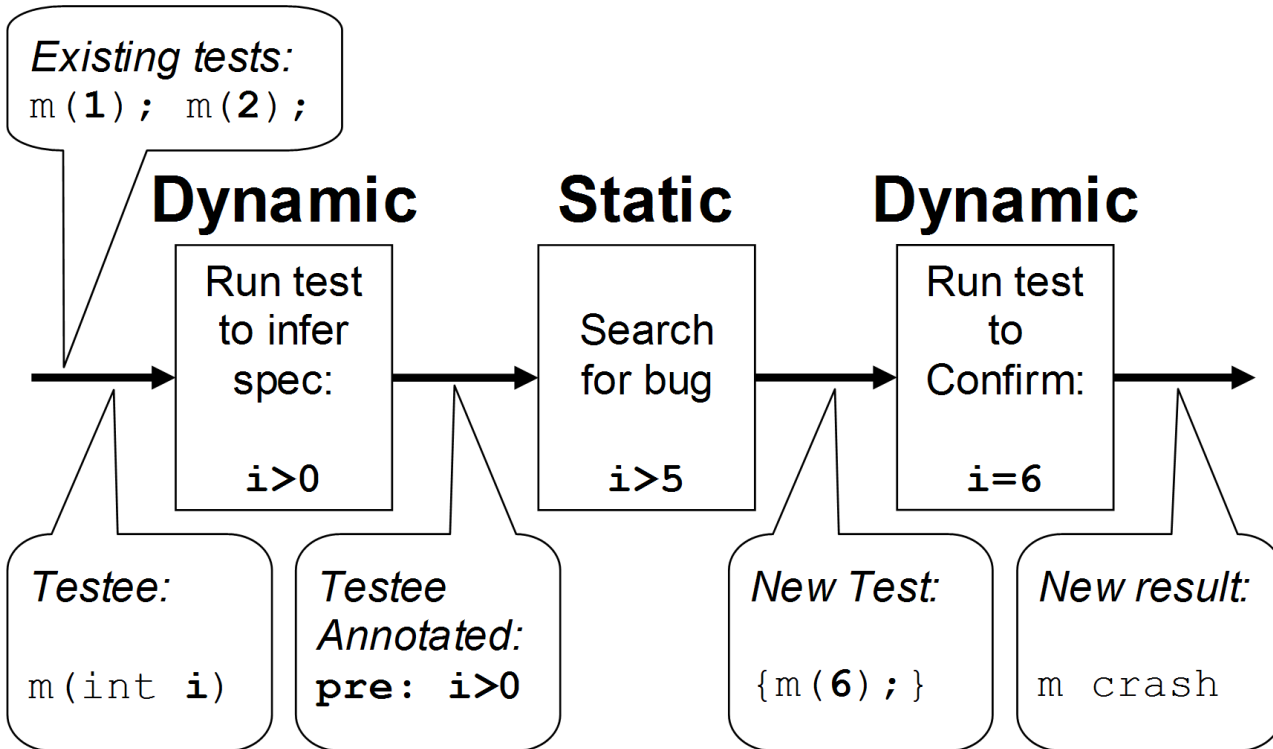 Existing tests:
m(1); m(2);
Dynamic
Static
Dynamic
Run test
to infer
spec:
i>0
Search
for bug
i>5
Run test
to
Confirm:
i=6
Testee:
m(int i)
Testee
Annotated:
pre: i>0
New Test:
{m(6);}
New result:
m crash